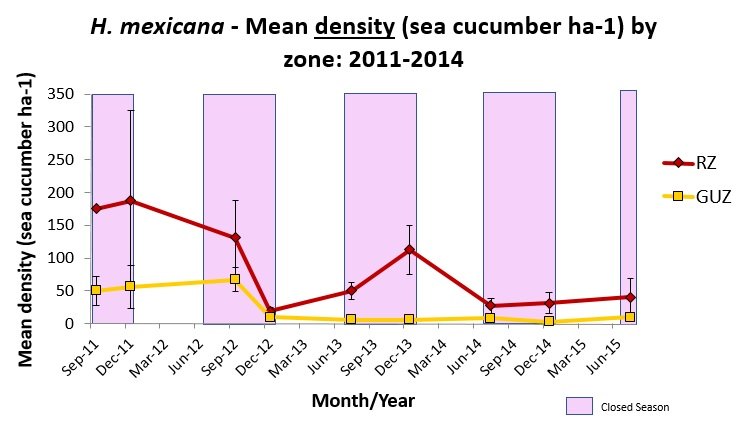 H. mexicana - Mean density (sea cucumber ha-1) by
zone: 2011-2014
Mean density (sea cucumber ha-1)
350
300
250
200
150
100
50
0
Sep-11
Dec-11
Mar-12
Jun-12
Sep-12
Dec-12
Mar-13
Jun-13
Sep-13
Dec-13
Mar-14
Jun-14
Sep-14
Dec-14
Mar-15
Jun-15
Month/Year
RZ
GUZ
Closed Season